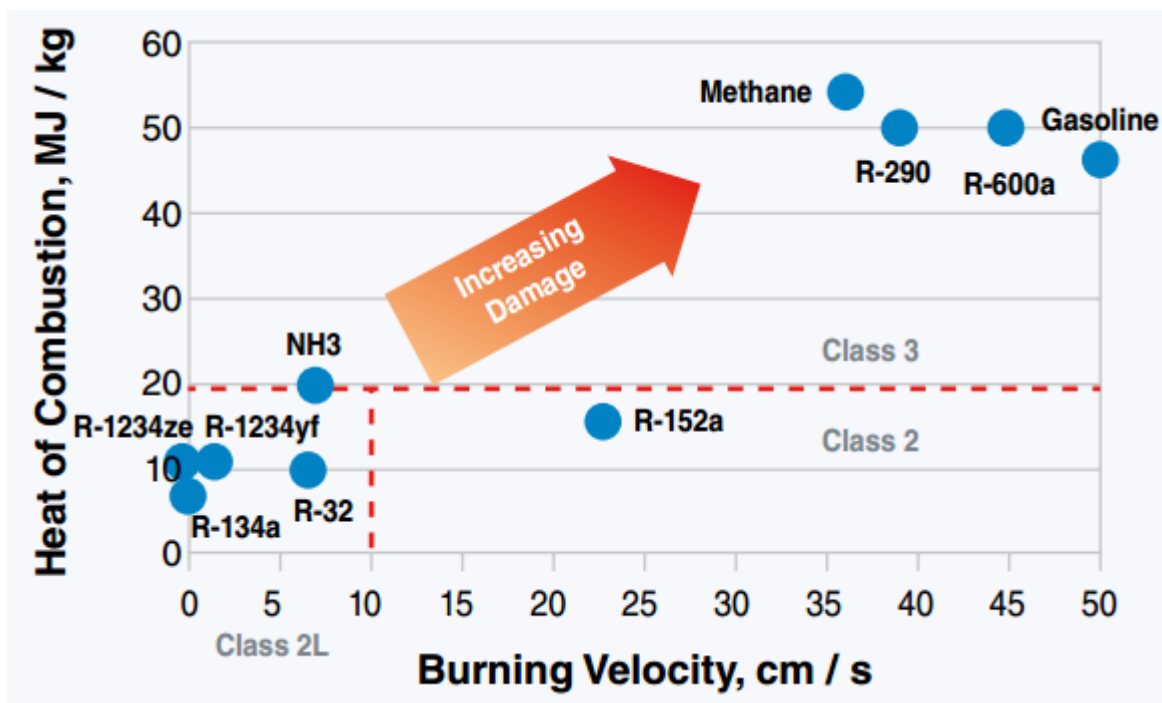 Heat of Combustion, MJ / kg
60
50
40
30
20
10
0
Methane
Gasoline
R-290
R-600a
Increasing
Damage
NH3
Class 3
R-1234ze
R-1234yf
R-152a
Class 2
R-32
R-134a
0
5
10
15
20
25
30
35
40
45
50
Class 2L
Burning Velocity, cm / s